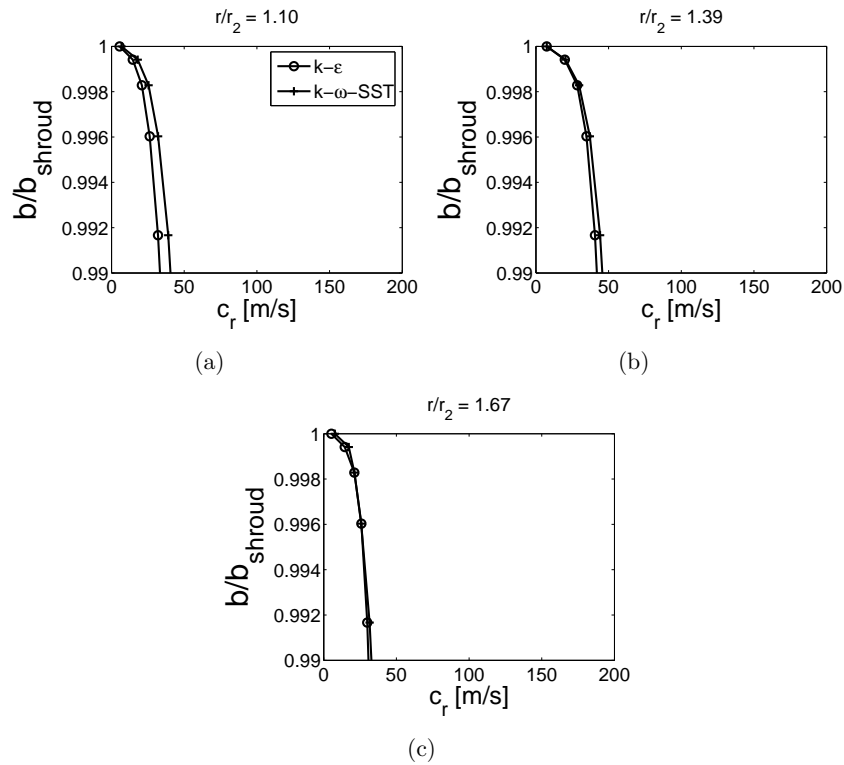 r/r2 = 1.10
1
0.998
0.996
0.994
0.992
0.99
b/bshroud
k-ε
k-ω-SST
0 50 100 150 200
cr [m/s]
(a)
r/r2 = 1.39
1
0.998
0.996
0.994
0.992
0.99
b/bshroud
0 50 100 150 200
cr [m/s]
(b)
r/r2 = 1.67
1
0.998
0.996
0.994
0.992
0.99
b/bshroud
0 50 100 150 200
cr [m/s]
(c)